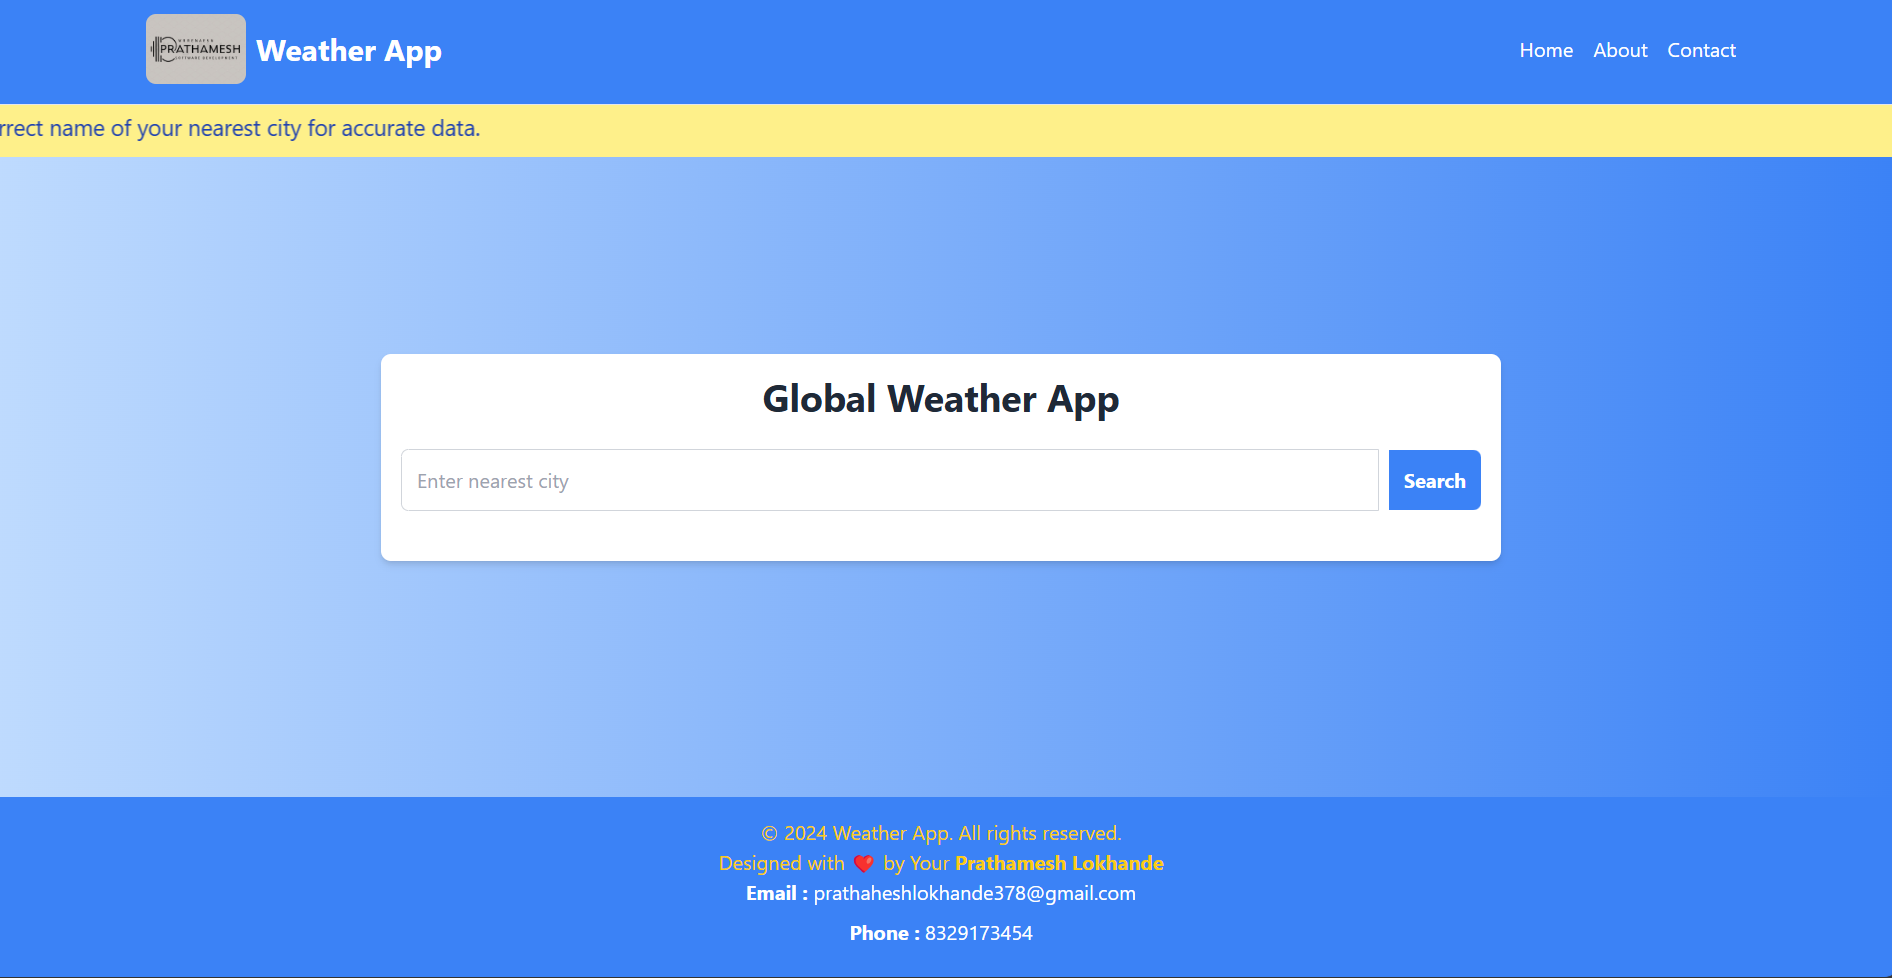 PRATHAMESH
SOFTWARE DEVELOPMENT
Weather App
Home About Contact
rrect name of your nearest city for accurate data.
Global Weather App
Enter nearest city
Search
© 2024 Weather App. All rights reserved.
Designed with ❤️ by Your Prathamesh Lokhande
Email : prathaheshlokhande378@gmail.com
Phone : 8329173454